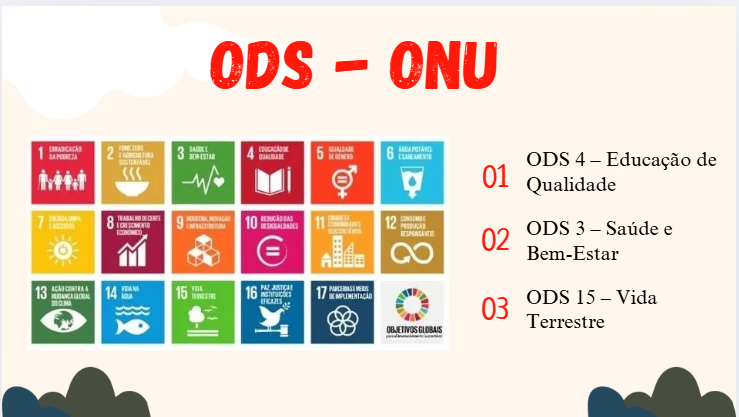 ODS – ONU
1 ERRADICAÇÃO
DA POBREZA
2 FOME ZERO
E AGRICULTURA
SUSTENTÁVEL
3 SAÚDE E
BEM-ESTAR
4 EDUCAÇÃO DE
QUALIDADE
5 IGUALDADE
DE GÊNERO
6 ÁGUA POTÁVEL
E SANEAMENTO
7 ENERGIA LIMPA
E ACESSÍVEL
8 TRABALHO DECENTE
E CRESCIMENTO
ECONÔMICO
9 INDÚSTRIA, INOVAÇÃO
E INFRAESTRUTURA
10 REDUÇÃO DAS
DESIGUALDADES
11 CIDADES E
COMUNIDADES
SUSTENTÁVEIS
12 CONSUMO E
PRODUÇÃO
RESPONSÁVEIS
13 AÇÃO CONTRA A
MUDANÇA GLOBAL
DO CLIMA
14 VIDA NA
ÁGUA
15 VIDA
TERRESTRE
16 PAZ, JUSTIÇA E
INSTITUIÇÕES
EFICAZES
17 PARCERIAS E MEIOS
DE IMPLEMENTAÇÃO
OBJETIVOS GLOBAIS
01 ODS 4 – Educação de
Qualidade
02 ODS 3 – Saúde e
Bem-Estar
03 ODS 15 – Vida
Terrestre